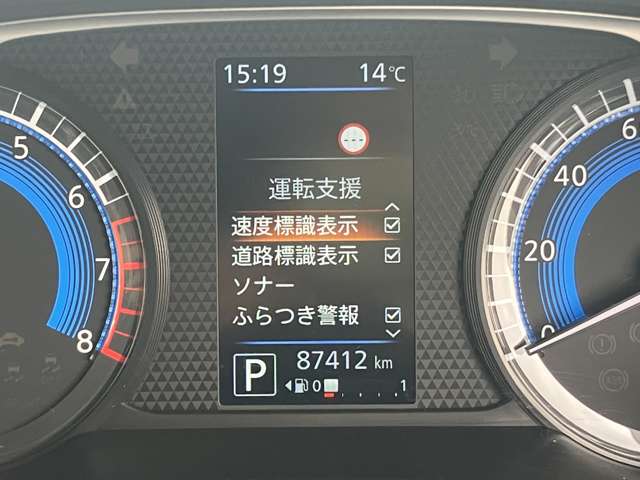 15:19 14℃
---
運転支援
速度標識表示
道路標識表示
ソナー
ふらつき警報
P 87412 km
0 1
5
6
7
8
6
40
20
0